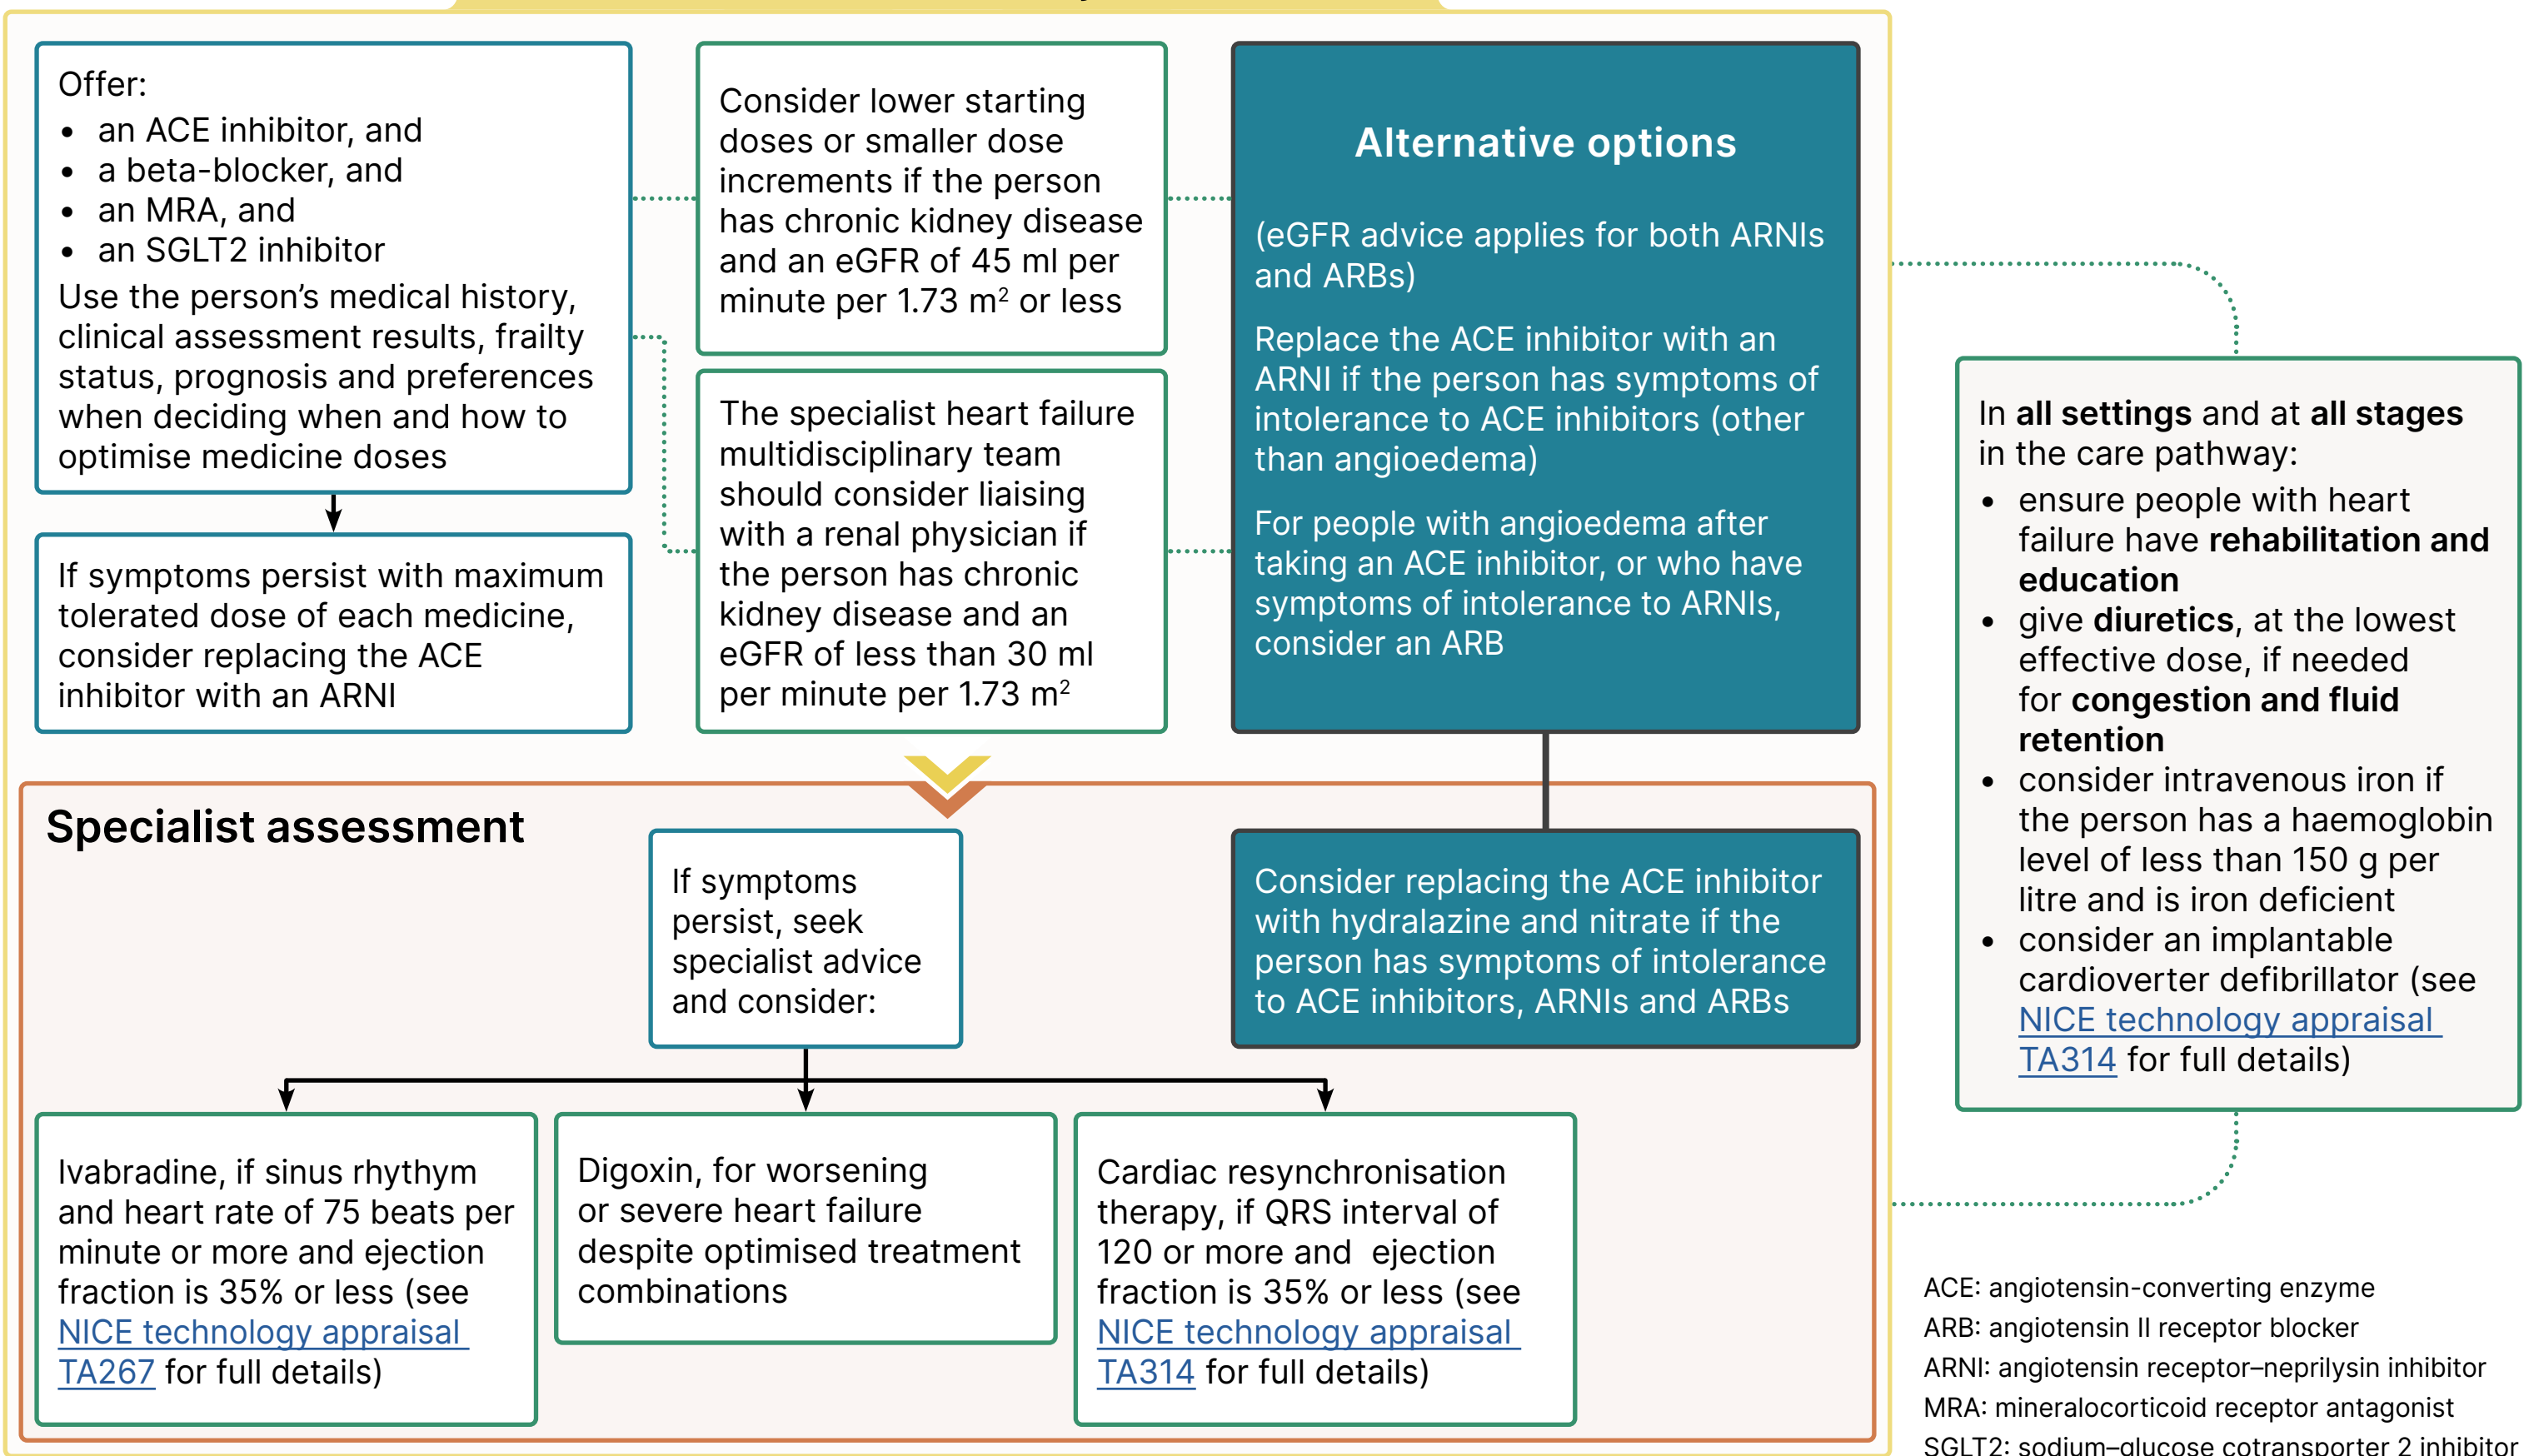 Offer:
• an ACE inhibitor, and
• a beta-blocker, and
• an MRA, and
• an SGLT2 inhibitor
Use the person’s medical history,
clinical assessment results, frailty
status, prognosis and preferences
when deciding when and how to
optimise medicine doses
If symptoms persist with maximum
tolerated dose of each medicine,
consider replacing the ACE
inhibitor with an ARNI
Consider lower starting
doses or smaller dose
increments if the person
has chronic kidney disease
and an eGFR of 45 ml per
minute per 1.73 m² or less
The specialist heart failure
multidisciplinary team
should consider liaising
with a renal physician if
the person has chronic
kidney disease and an
eGFR of less than 30 ml
per minute per 1.73 m²
Alternative options
(eGFR advice applies for both ARNIs
and ARBs)
Replace the ACE inhibitor with an
ARNI if the person has symptoms of
intolerance to ACE inhibitors (other
than angioedema)
For people with angioedema after
taking an ACE inhibitor, or who have
symptoms of intolerance to ARNIs,
consider an ARB
Specialist assessment
If symptoms
persist, seek
specialist advice
and consider:
Consider replacing the ACE inhibitor
with hydralazine and nitrate if the
person has symptoms of intolerance
to ACE inhibitors, ARNIs and ARBs
Ivabradine, if sinus rhythym
and heart rate of 75 beats per
minute or more and ejection
fraction is 35% or less (see
NICE technology appraisal
TA267 for full details)
Digoxin, for worsening
or severe heart failure
despite optimised treatment
combinations
Cardiac resynchronisation
therapy, if QRS interval of
120 or more and  ejection
fraction is 35% or less (see
NICE technology appraisal
TA314 for full details)
In all settings and at all stages
in the care pathway:
• ensure people with heart
failure have rehabilitation and
education
• give diuretics, at the lowest
effective dose, if needed
for congestion and fluid
retention
• consider intravenous iron if
the person has a haemoglobin
level of less than 150 g per
litre and is iron deficient
• consider an implantable
cardioverter defibrillator (see
NICE technology appraisal
TA314 for full details)
ACE: angiotensin-converting enzyme
ARB: angiotensin II receptor blocker
ARNI: angiotensin receptor–neprilysin inhibitor
MRA: mineralocorticoid receptor antagonist
SGLT2: sodium–glucose cotransporter 2 inhibitor